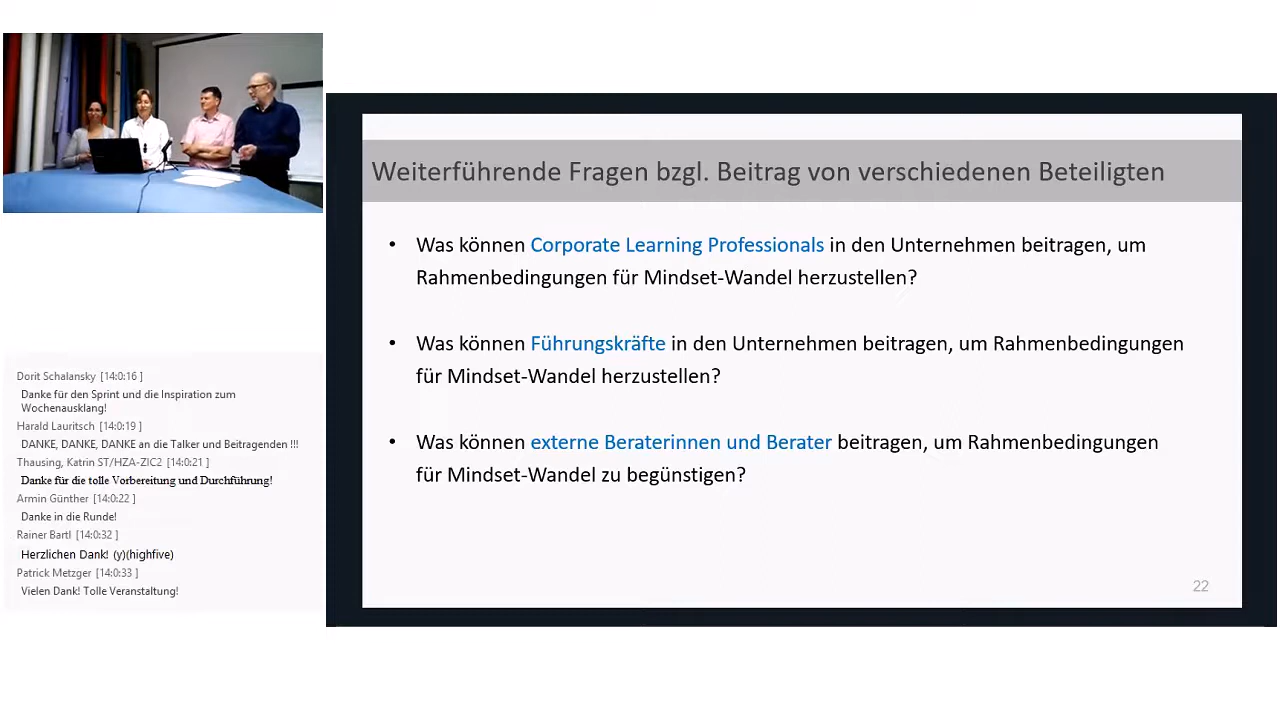 Weiterführende Fragen bzgl. Beitrag von verschiedenen Beteiligten
• Was können Corporate Learning Professionals in den Unternehmen beitragen, um
Rahmenbedingungen für Mindset-Wandel herzustellen?
• Was können Führungskräfte in den Unternehmen beitragen, um Rahmenbedingungen
für Mindset-Wandel herzustellen?
• Was können externe Beraterinnen und Berater beitragen, um Rahmenbedingungen
für Mindset-Wandel zu begünstigen?
22
Dorit Schalansky [14:0:16 ]
Danke für den Sprint und die Inspiration zum
Wochenausklang!
Harald Lauritsch [14:0:19 ]
DANKE, DANKE, DANKE an die Talker und Beitragenden !!!
Thausing, Katrin ST/HZA-ZIC2 [14:0:21 ]
Danke für die tolle Vorbereitung und Durchführung!
Armin Günther [14:0:22 ]
Danke in die Runde!
Rainer Bartl [14:0:32 ]
Herzlichen Dank! (y)(highfive)
Patrick Metzger [14:0:33 ]
Vielen Dank! Tolle Veranstaltung!